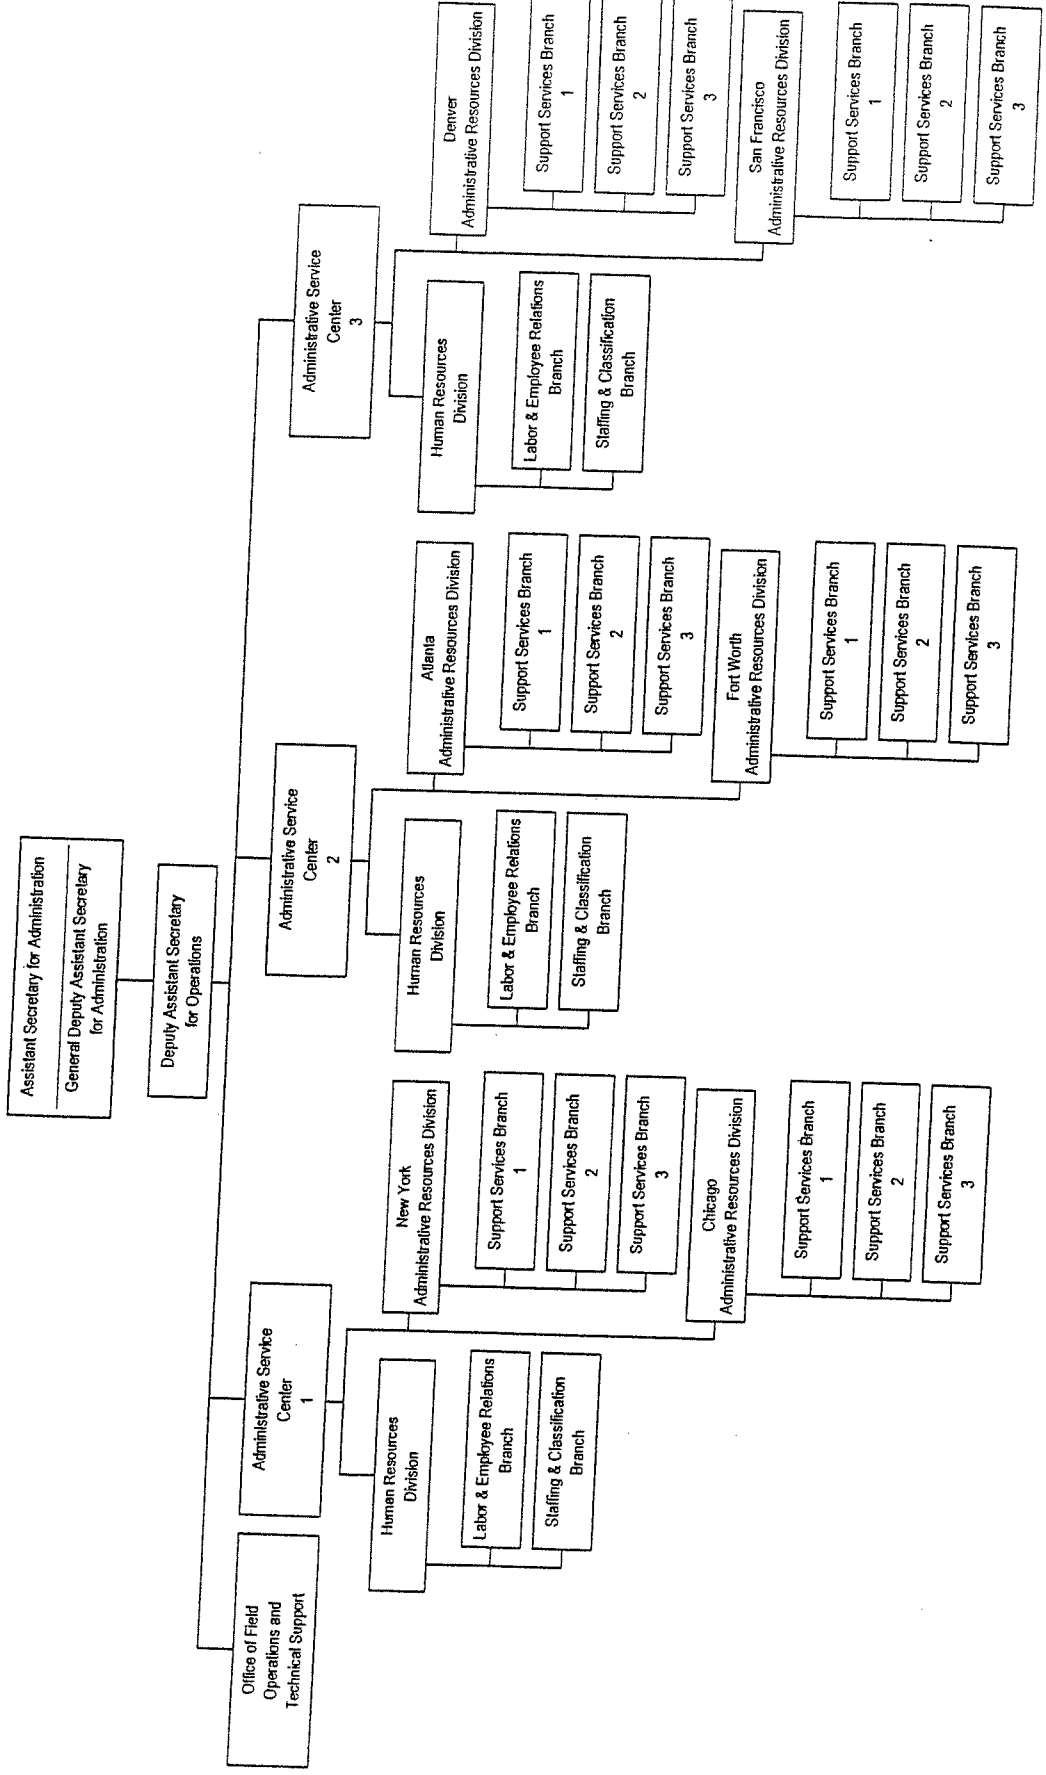 Assistant Secretary for Administration
General Deputy Assistant Secretary
for Administration
Deputy Assistant Secretary
for Operations
Office of Field
Operations and
Technical Support
Administrative Service
Center
1
Human Resources
Division
Labor & Employee Relations
Branch
Staffing & Classification
Branch
New York
Administrative Resources Division
Support Services Branch
1
Support Services Branch
2
Support Services Branch
3
Chicago
Administrative Resources Division
Support Services Branch
1
Support Services Branch
2
Support Services Branch
3
Administrative Service
Center
2
Human Resources
Division
Labor & Employee Relations
Branch
Staffing & Classification
Branch
Atlanta
Administrative Resources Division
Support Services Branch
1
Support Services Branch
2
Support Services Branch
3
Fort Worth
Administrative Resources Division
Support Services Branch
1
Support Services Branch
2
Support Services Branch
3
Administrative Service
Center
3
Human Resources
Division
Labor & Employee Relations
Branch
Staffing & Classification
Branch
Denver
Administrative Resources Division
Support Services Branch
1
Support Services Branch
2
Support Services Branch
3
San Francisco
Administrative Resources Division
Support Services Branch
1
Support Services Branch
2
Support Services Branch
3